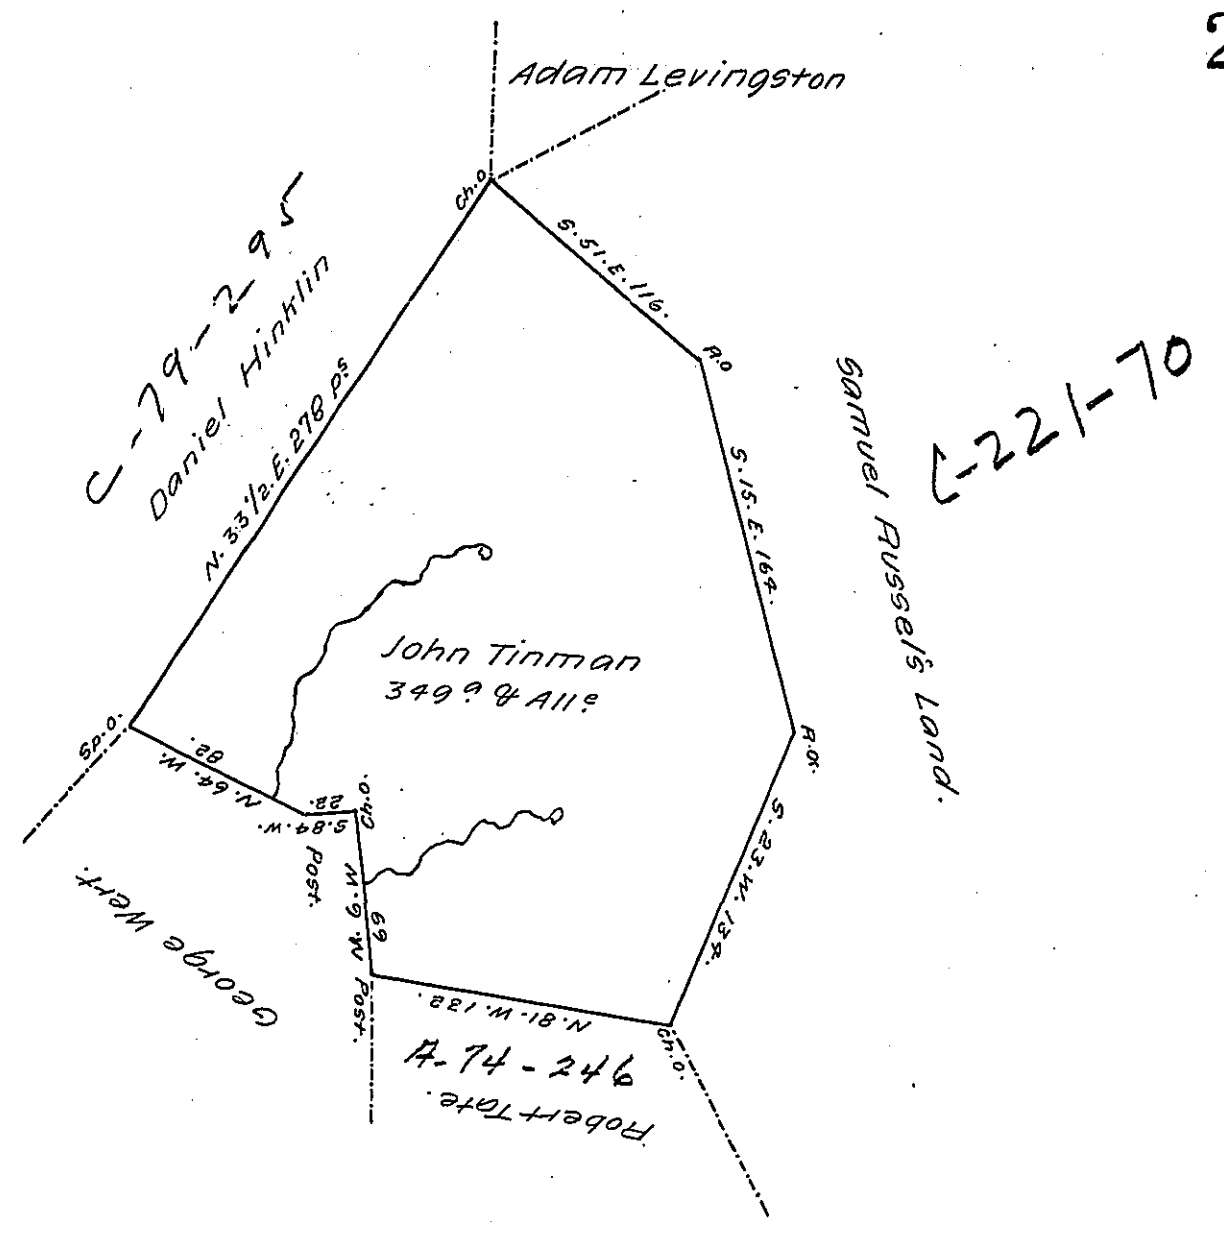 2
Adam Levingston
Ch.O
S.51.E.116.
R.O
C-79-295
Daniel Hinklin
N.33½.E.278 Ps
S.15.E.164.
Samuel Russel's Land.
C-221-70
John Tinman
349 a & Alle
Sp.O.
N.64.W.
82.
S.84.W.
22.
Ch.O.
Post.
N.9.W
69
Post.
R.O.
S.23.W.134.
Ch.O.
N.81.W.132.
George Wert.
A-74-246
Robert Tate.